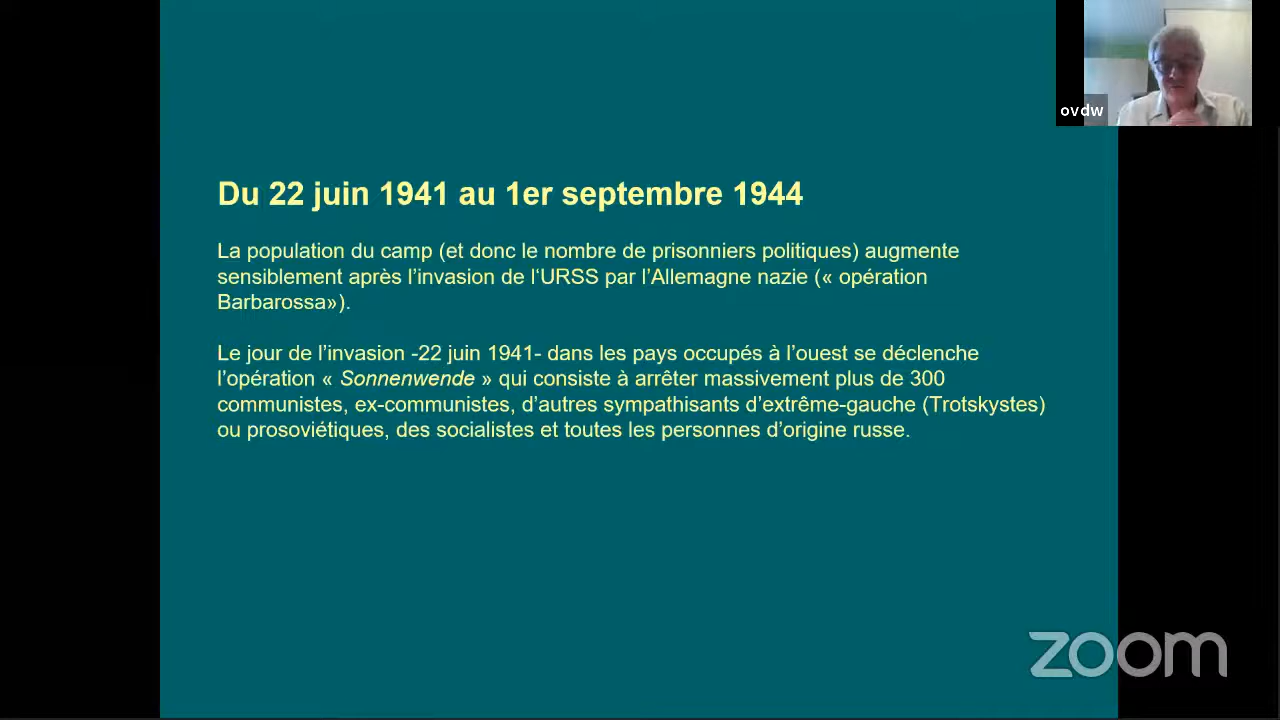 ovdw
Du 22 juin 1941 au 1er septembre 1944
La population du camp (et donc le nombre de prisonniers politiques) augmente
sensiblement après l’invasion de l‘URSS par l’Allemagne nazie (« opération
Barbarossa»).
Le jour de l’invasion -22 juin 1941- dans les pays occupés à l’ouest se déclenche
l’opération « Sonnenwende » qui consiste à arrêter massivement plus de 300
communistes, ex-communistes, d’autres sympathisants d’extrême-gauche (Trotskystes)
ou prosoviétiques, des socialistes et toutes les personnes d’origine russe.
zoom